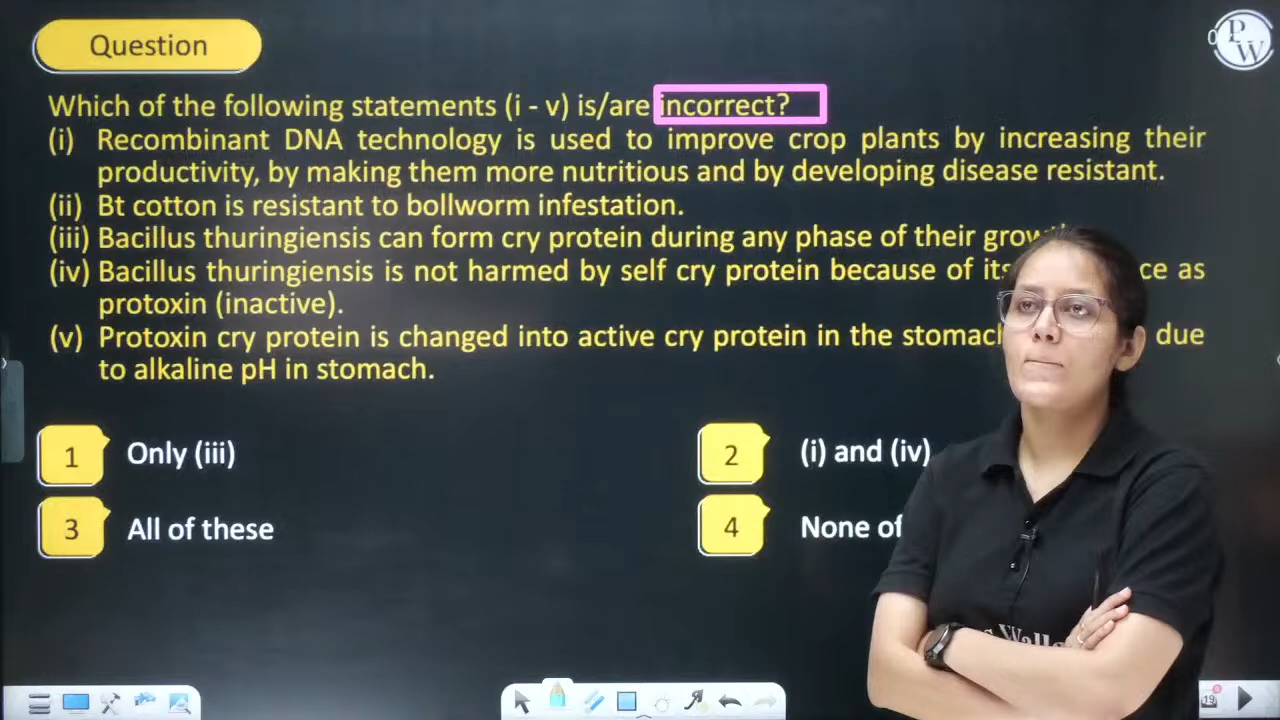 Question
PW
Which of the following statements (i - v) is/are incorrect?
(i) Recombinant DNA technology is used to improve crop plants by increasing their
productivity, by making them more nutritious and by developing disease resistant.
(ii) Bt cotton is resistant to bollworm infestation.
(iii) Bacillus thuringiensis can form cry protein during any phase of their
(iv) Bacillus thuringiensis is not harmed by self cry protein because of its as
protoxin (inactive).
(v) Protoxin cry protein is changed into active cry protein in the due
to alkaline pH in stomach.
1 Only (iii)
2 (i) and (iv)
3 All of these
4 None of
19